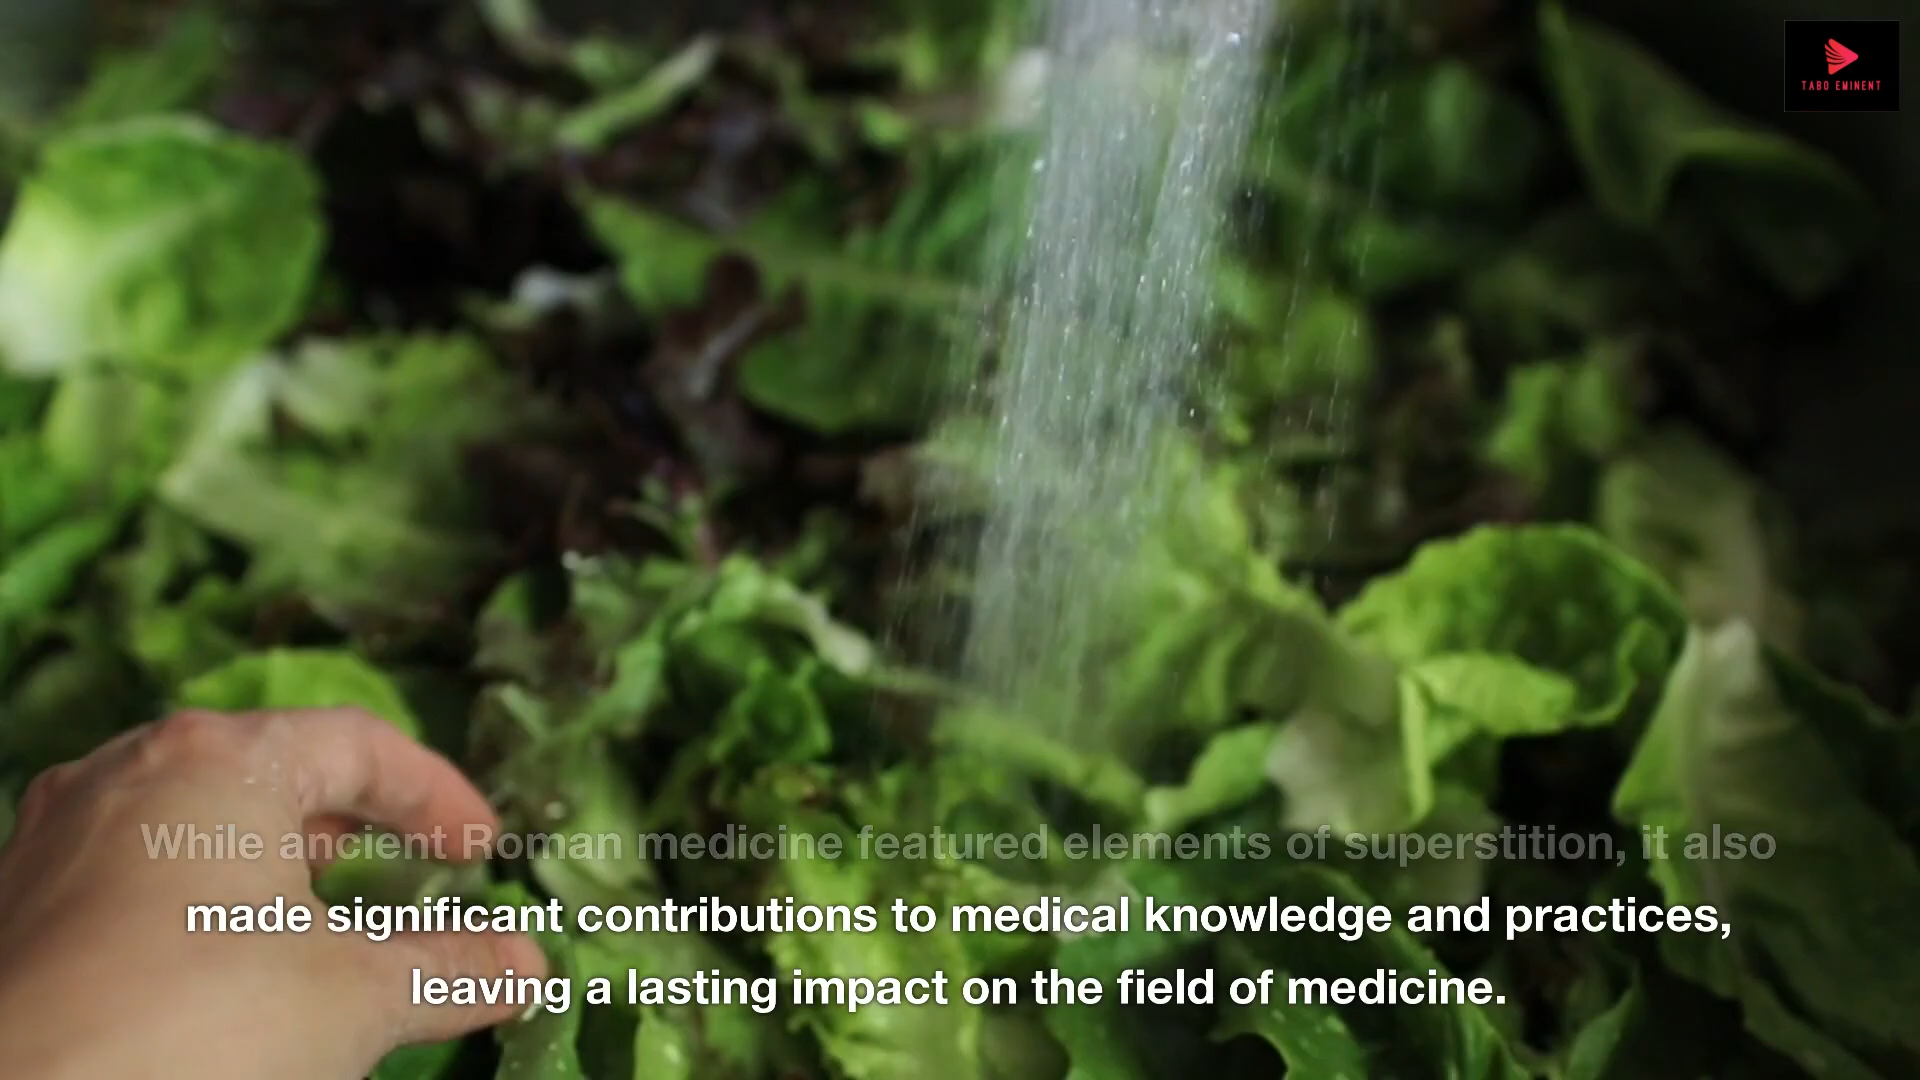 TABO EMINENT
While ancient Roman medicine featured elements of superstition, it also
made significant contributions to medical knowledge and practices,
leaving a lasting impact on the field of medicine.